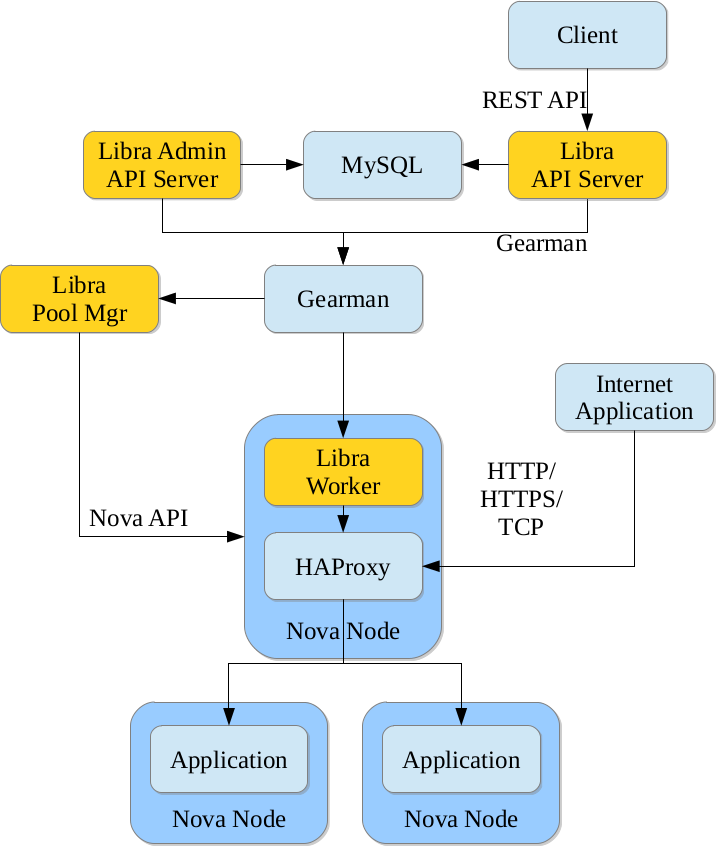 Client
REST API
Libra Admin
API Server
MySQL
Libra
API Server
Gearman
Libra
Pool Mgr
Gearman
Internet
Application
Libra
Worker
HTTP/
HTTPS/
TCP
Nova API
HAProxy
Nova Node
Application
Application
Nova Node
Nova Node